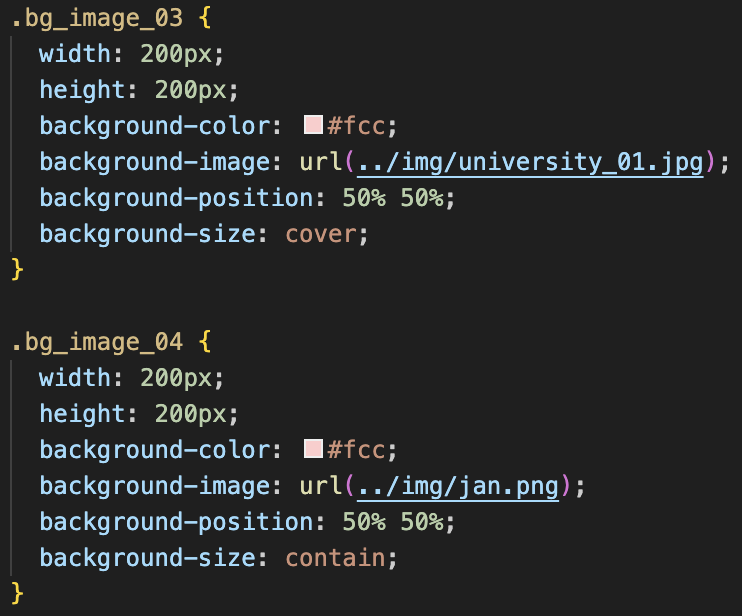 .bg_image_03 {
  width: 200px;
  height: 200px;
  background-color: #fcc;
  background-image: url(../img/university_01.jpg);
  background-position: 50% 50%;
  background-size: cover;
}

.bg_image_04 {
  width: 200px;
  height: 200px;
  background-color: #fcc;
  background-image: url(../img/jan.png);
  background-position: 50% 50%;
  background-size: contain;
}